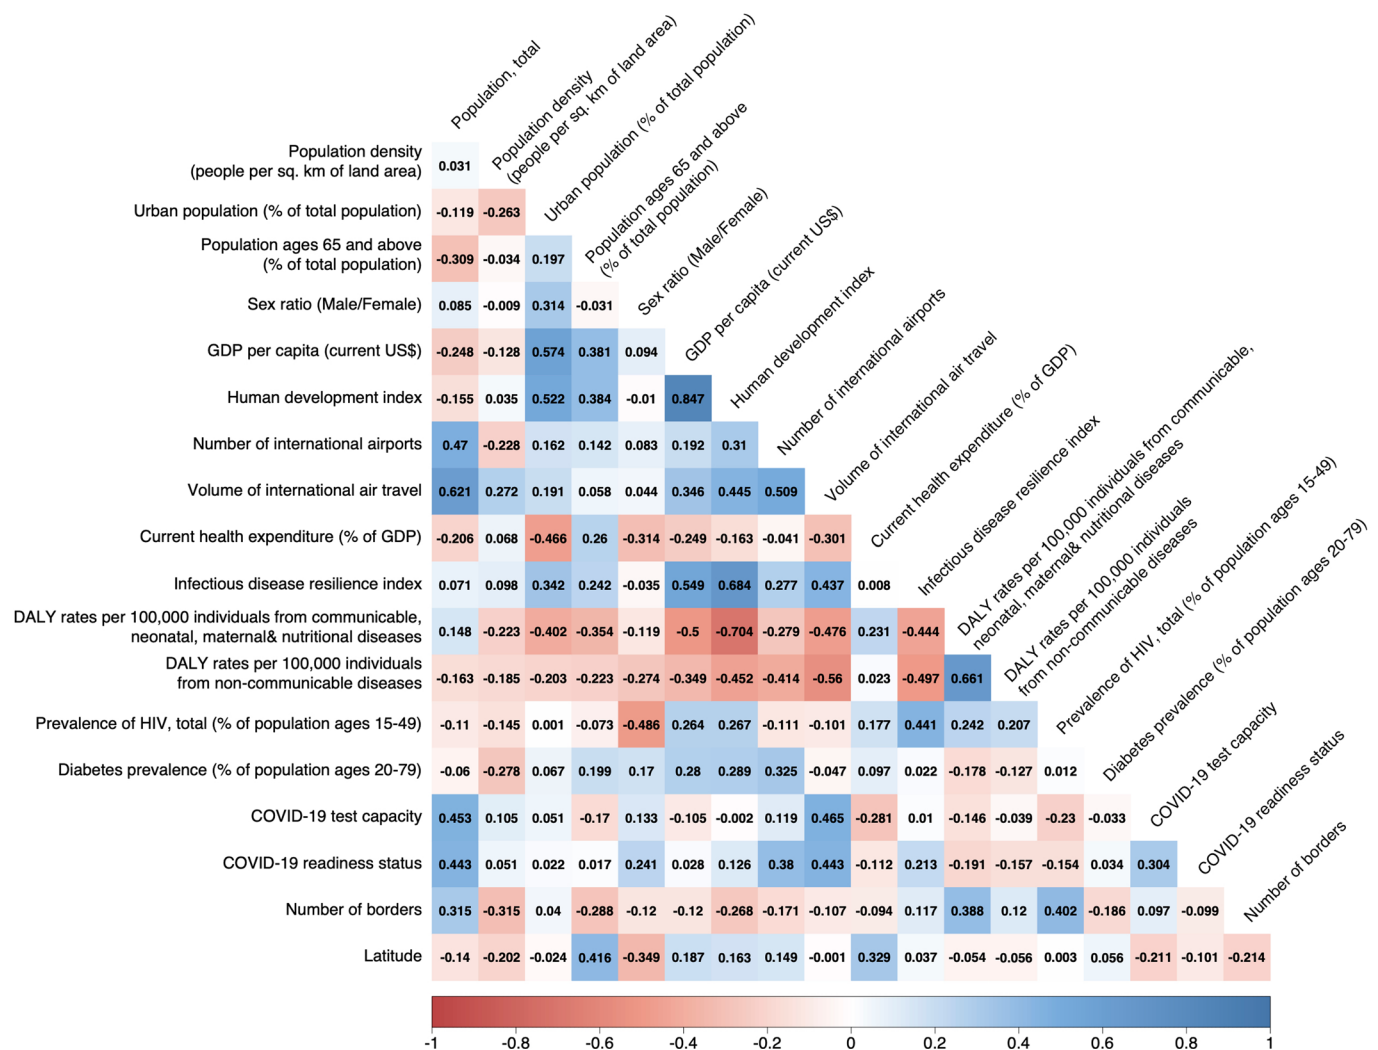 Population, total
Population density
(people per sq. km of land area)
Urban population (% of total population)
Population ages 65 and above
(% of total population)
Sex ratio (Male/Female)
GDP per capita (current US$)
Human development index
Number of international airports
Volume of international air travel
Current health expenditure (% of GDP)
Infectious disease resilience index
DALY rates per 100,000 individuals from communicable,
neonatal, maternal& nutritional diseases
DALY rates per 100,000 individuals
from non-communicable diseases
Prevalence of HIV, total (% of population ages 15-49)
Diabetes prevalence (% of population ages 20-79)
COVID-19 test capacity
COVID-19 readiness status
Number of borders
Population density
(people per sq. km of land area)
0.031
Urban population (% of total population)
-0.119 -0.263
Population ages 65 and above
(% of total population)
-0.309 -0.034 0.197
Sex ratio (Male/Female)
0.085 -0.009 0.314 -0.031
GDP per capita (current US$)
-0.248 -0.128 0.574 0.381 0.094
Human development index
-0.155 0.035 0.522 0.384 -0.01 0.847
Number of international airports
0.47 -0.228 0.162 0.142 0.083 0.192 0.31
Volume of international air travel
0.621 0.272 0.191 0.058 0.044 0.346 0.445 0.509
Current health expenditure (% of GDP)
-0.206 0.068 -0.466 0.26 -0.314 -0.249 -0.163 -0.041 -0.301
Infectious disease resilience index
0.071 0.098 0.342 0.242 -0.035 0.549 0.684 0.277 0.437 0.008
DALY rates per 100,000 individuals from communicable,
neonatal, maternal& nutritional diseases
0.148 -0.223 -0.402 -0.354 -0.119 -0.5 -0.704 -0.279 -0.476 0.231 -0.444
DALY rates per 100,000 individuals
from non-communicable diseases
-0.163 -0.185 -0.203 -0.223 -0.274 -0.349 -0.452 -0.414 -0.56 0.023 -0.497 0.661
Prevalence of HIV, total (% of population ages 15-49)
-0.11 -0.145 0.001 -0.073 -0.486 0.264 0.267 -0.111 -0.101 0.177 0.441 0.242 0.207
Diabetes prevalence (% of population ages 20-79)
-0.06 -0.278 0.067 0.199 0.17 0.28 0.289 0.325 -0.047 0.097 0.022 -0.178 -0.127 0.012
COVID-19 test capacity
0.453 0.105 0.051 -0.17 0.133 -0.105 -0.002 0.119 0.465 -0.281 0.01 -0.146 -0.039 -0.23 -0.033
COVID-19 readiness status
0.443 0.051 0.022 0.017 0.241 0.028 0.126 0.38 0.443 -0.112 0.213 -0.191 -0.157 -0.154 0.034 0.304
Number of borders
0.315 -0.315 0.04 -0.288 -0.12 -0.12 -0.268 -0.171 -0.107 -0.094 0.117 0.388 0.12 0.402 -0.186 0.097 -0.099
Latitude
-0.14 -0.202 -0.024 0.416 -0.349 0.187 0.163 0.149 -0.001 0.329 0.037 -0.054 -0.056 0.003 0.056 -0.211 -0.101 -0.214
-1 -0.8 -0.6 -0.4 -0.2 0 0.2 0.4 0.6 0.8 1